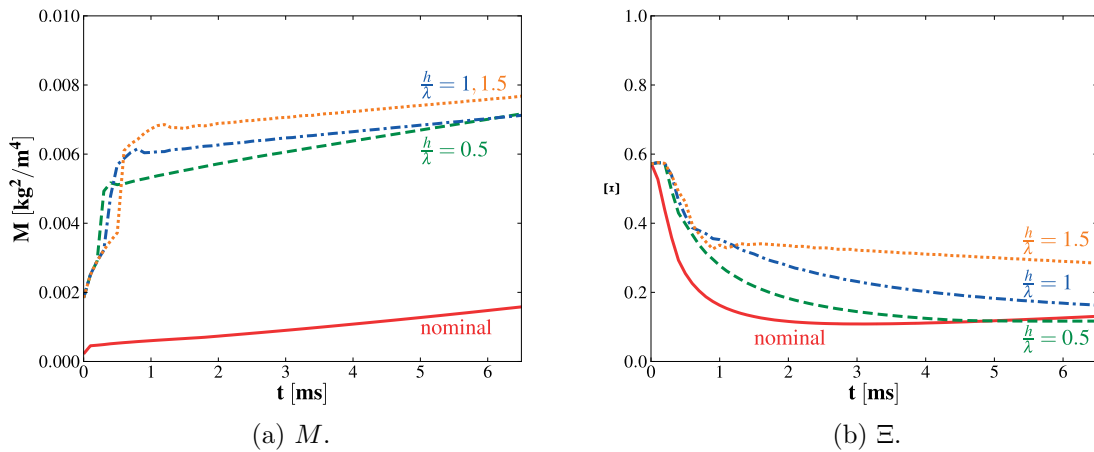 0.010
0.008
0.006
0.004
0.002
0.000
M [kg²/m⁴]
h/λ = 1, 1.5
h/λ = 0.5
nominal
0 1 2 3 4 5 6
t [ms]
(a) M.
1.0
0.8
0.6
0.4
0.2
0.0
Ξ
h/λ = 1.5
h/λ = 1
h/λ = 0.5
nominal
0 1 2 3 4 5 6
t [ms]
(b) Ξ.